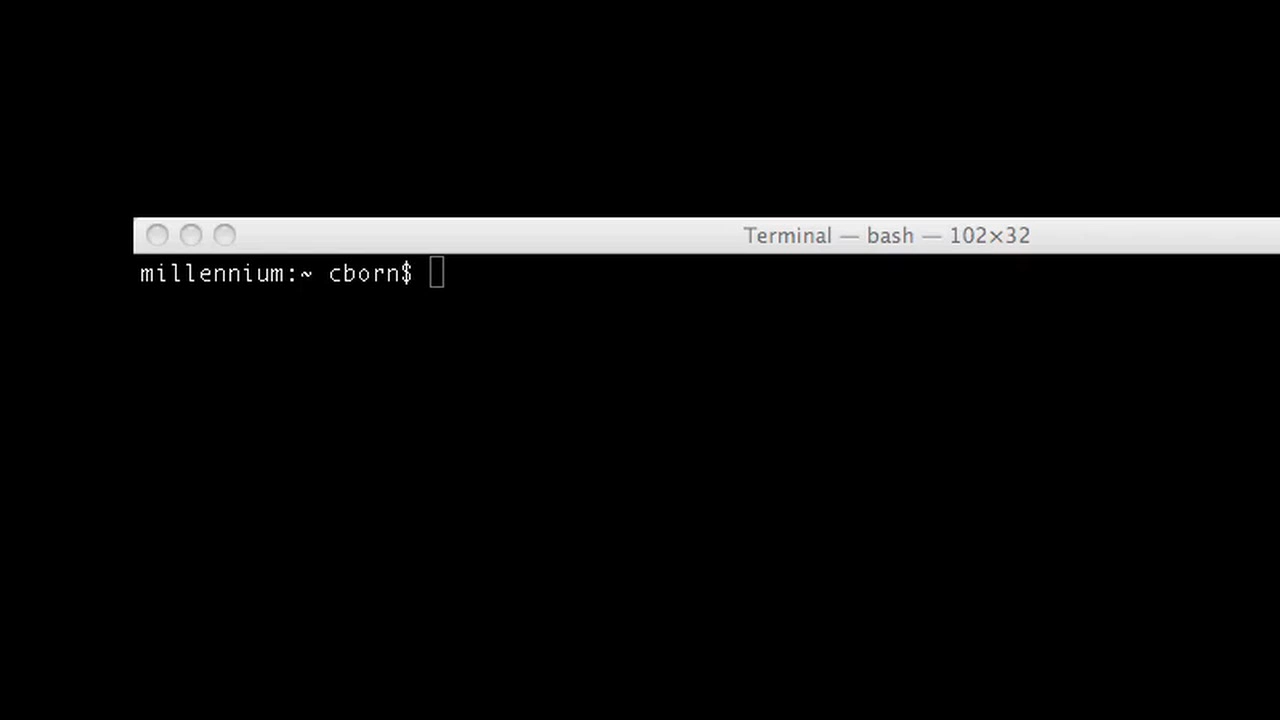 Terminal — bash — 102×32
millennium:~ cborn$